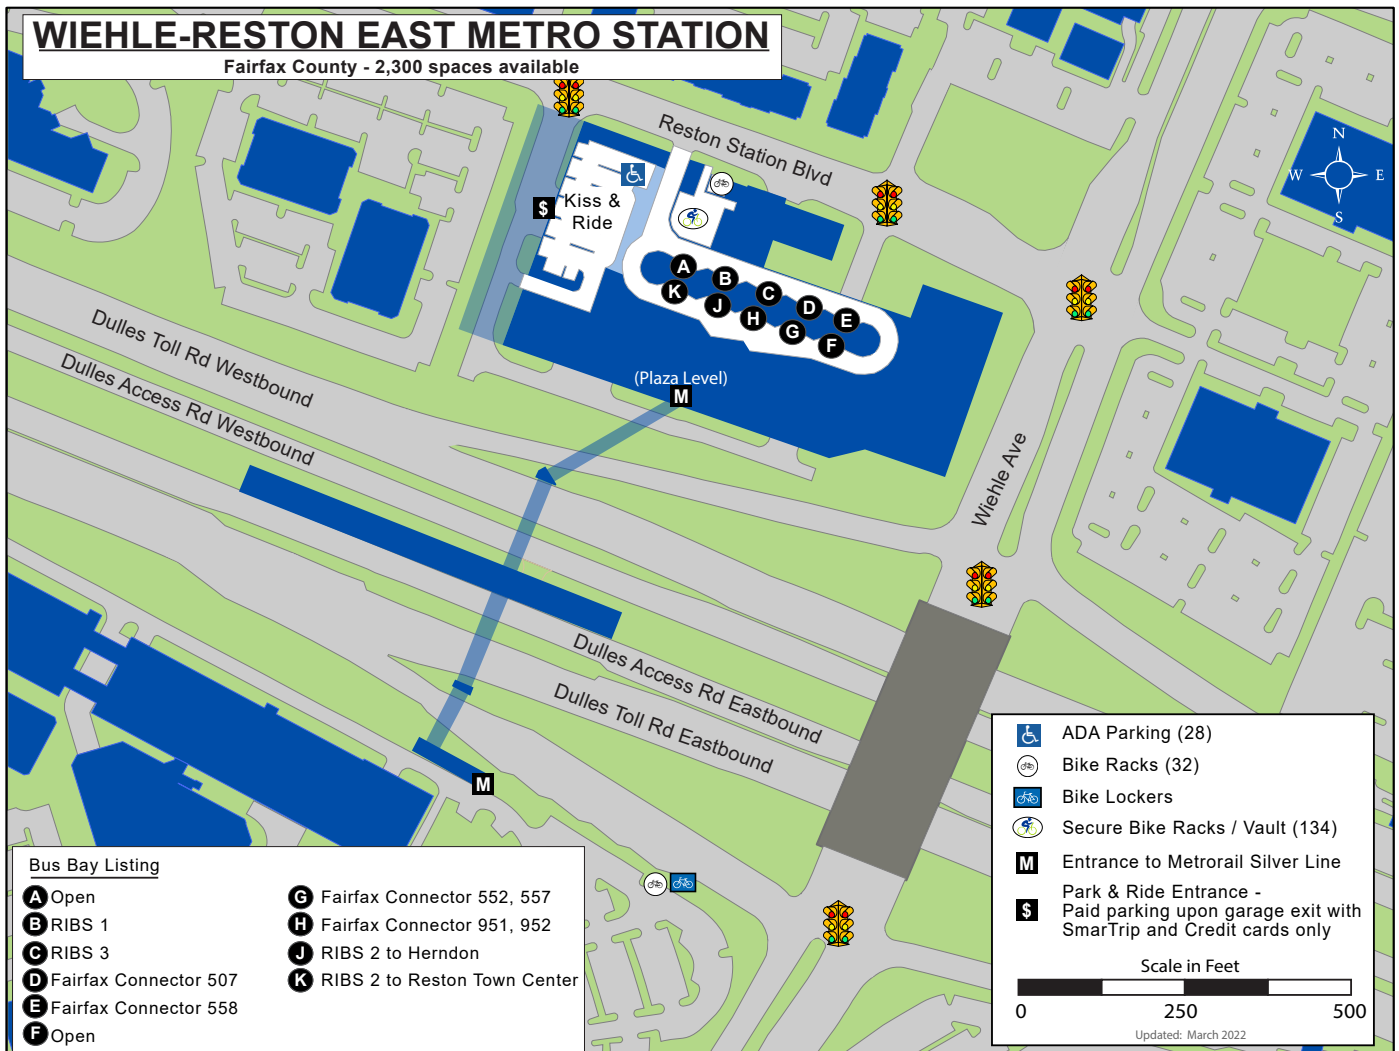 WIEHLE-RESTON EAST METRO STATION
Fairfax County - 2,300 spaces available
Reston Station Blvd
N
W E
S
$
Kiss &
Ride
A
B
C
D
E
K
J
H
G
F
(Plaza Level)
M
Dulles Toll Rd Westbound
Dulles Access Rd Westbound
Wiehle Ave
Dulles Access Rd Eastbound
Dulles Toll Rd Eastbound
M
Bus Bay Listing
A Open
B RIBS 1
C RIBS 3
D Fairfax Connector 507
E Fairfax Connector 558
F Open
G Fairfax Connector 552, 557
H Fairfax Connector 951, 952
J RIBS 2 to Herndon
K RIBS 2 to Reston Town Center
ADA Parking (28)
Bike Racks (32)
Bike Lockers
Secure Bike Racks / Vault (134)
M Entrance to Metrorail Silver Line
Park & Ride Entrance -
$ Paid parking upon garage exit with
SmarTrip and Credit cards only
Scale in Feet
0 250 500
Updated: March 2022